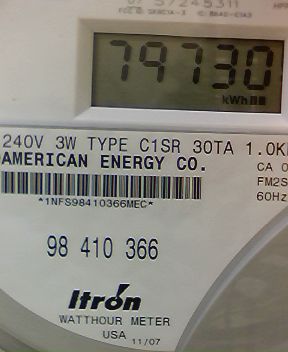 79730
kWh
240V 3W TYPE C1SR 30TA 1.0K
AMERICAN ENERGY CO.
CA 0
FM2S
60Hz
*1NFS98410366MEC*
98 410 366
Itron
WATTHOUR METER
USA 11/07